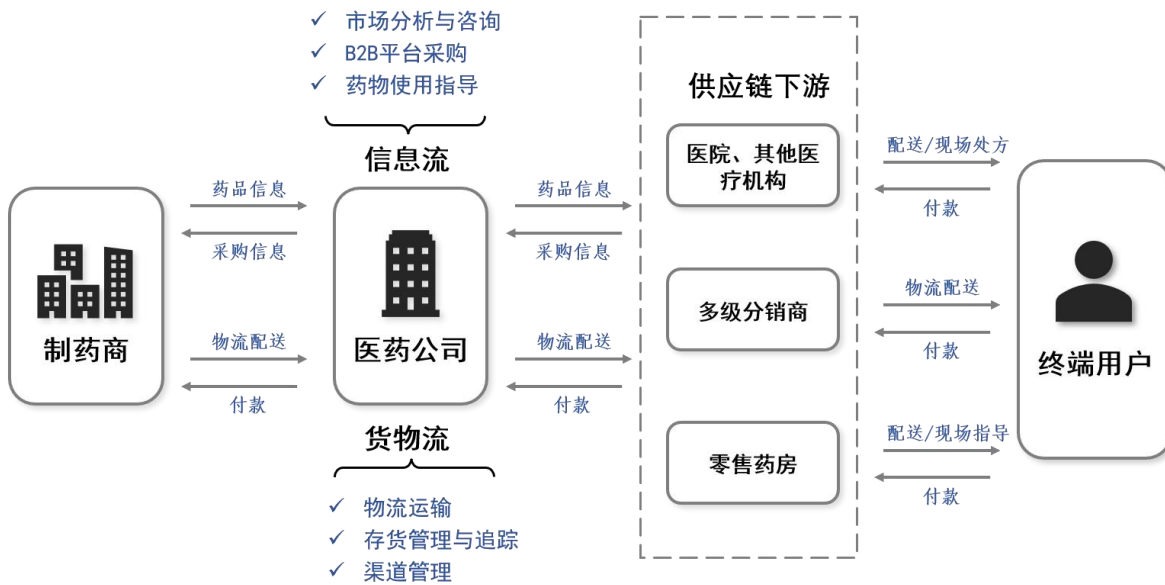 市场分析与咨询
B2B平台采购
药物使用指导
信息流
制药商
药品信息
采购信息
物流配送
付款
医药公司
货物流
物流运输
存货管理与追踪
渠道管理
药品信息
采购信息
物流配送
付款
供应链下游
医院、其他医
疗机构
多级分销商
零售药房
配送/现场处方
付款
物流配送
付款
配送/现场指导
付款
终端用户